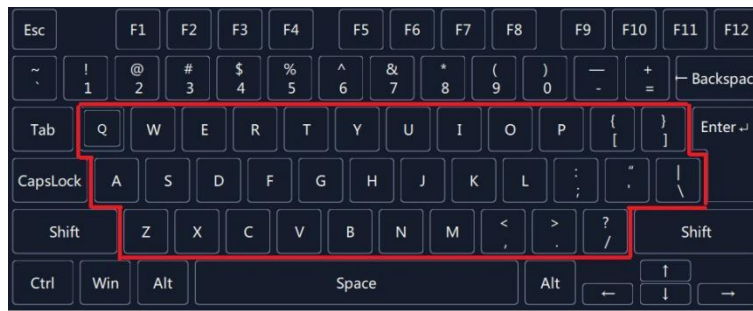 Esc F1 F2 F3 F4 F5 F6 F7 F8 F9 F10 F11 F12
~ ! @ # $ % ^ & * ( ) — +
` 1 2 3 4 5 6 7 8 9 0 - = ← Backspac
Tab Q W E R T Y U I O P { } Enter ↵
[ ]
CapsLock A S D F G H J K L : " |
; ' \
Shift Z X C V B N M < > ? Shift
, . /
Ctrl Win Alt Space Alt ↑
← ↓ →